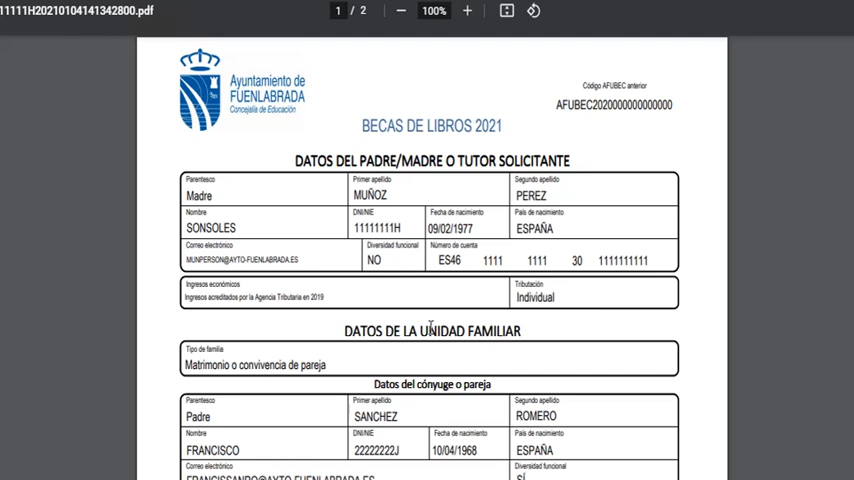 11111H20210104141342800.pdf
1 / 2 — 100% +
Ayuntamiento de
FUENLABRADA
Concejalía de Educación
Código AFUBEC anterior
AFUBEC2020000000000000
BECAS DE LIBROS 2021
DATOS DEL PADRE/MADRE O TUTOR SOLICITANTE
Parentesco Primer apellido Segundo apellido
Madre MUÑOZ PEREZ
Nombre DNI/NIE Fecha de nacimiento País de nacimiento
SONSOLES 11111111H 09/02/1977 ESPAÑA
Correo electrónico Diversidad funcional Número de cuenta
MUNPERSON@AYTO-FUENLABRADA.ES NO ES46 1111 1111 30 1111111111
Ingresos económicos Tributación
Ingresos acreditados por la Agencia Tributaria en 2019 Individual
DATOS DE LA UNIDAD FAMILIAR
Tipo de familia
Matrimonio o convivencia de pareja
Datos del cónyuge o pareja
Parentesco Primer apellido Segundo apellido
Padre SANCHEZ ROMERO
Nombre DNI/NIE Fecha de nacimiento País de nacimiento
FRANCISCO 22222222J 10/04/1968 ESPAÑA
Correo electrónico Diversidad funcional
FRANCISSANRO@AYTO-FUENLABRADA.ES SÍ